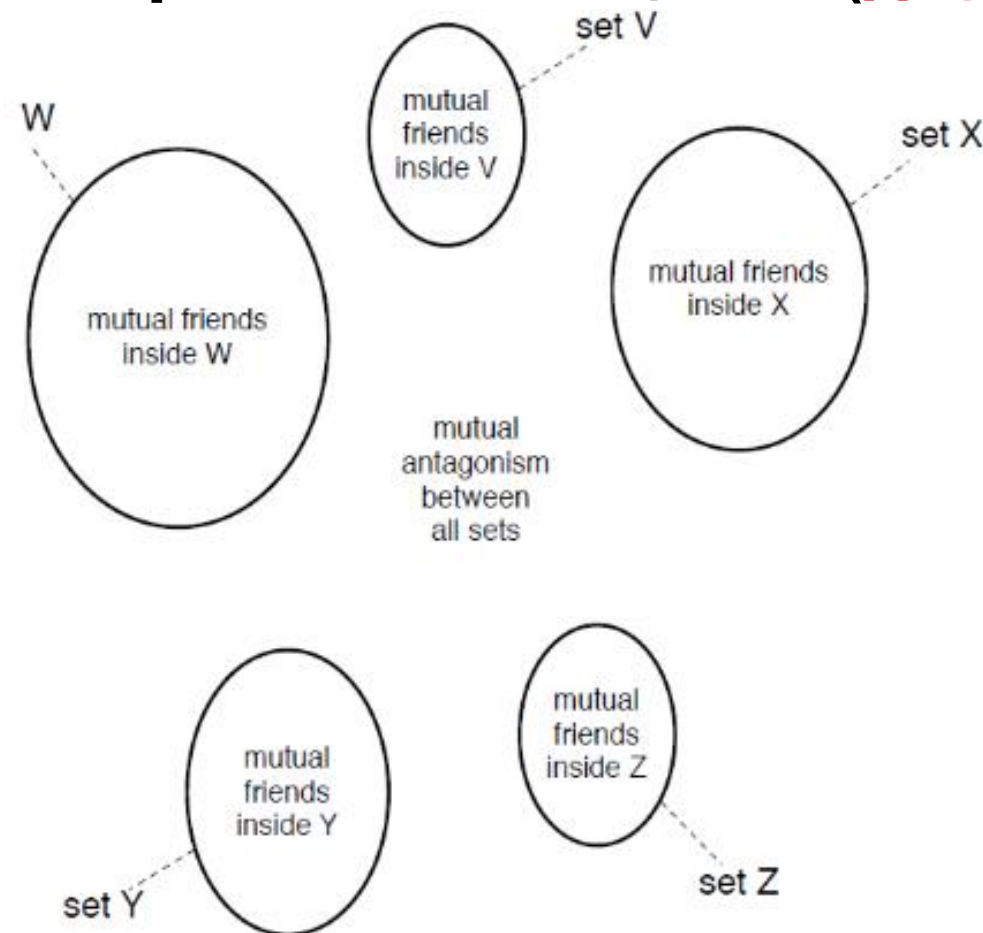 set V
mutual
friends
inside V
W
set X
mutual friends
inside X
mutual friends
inside W
mutual
antagonism
between
all sets
mutual
friends
inside Z
mutual
friends
inside Y
set Z
set Y